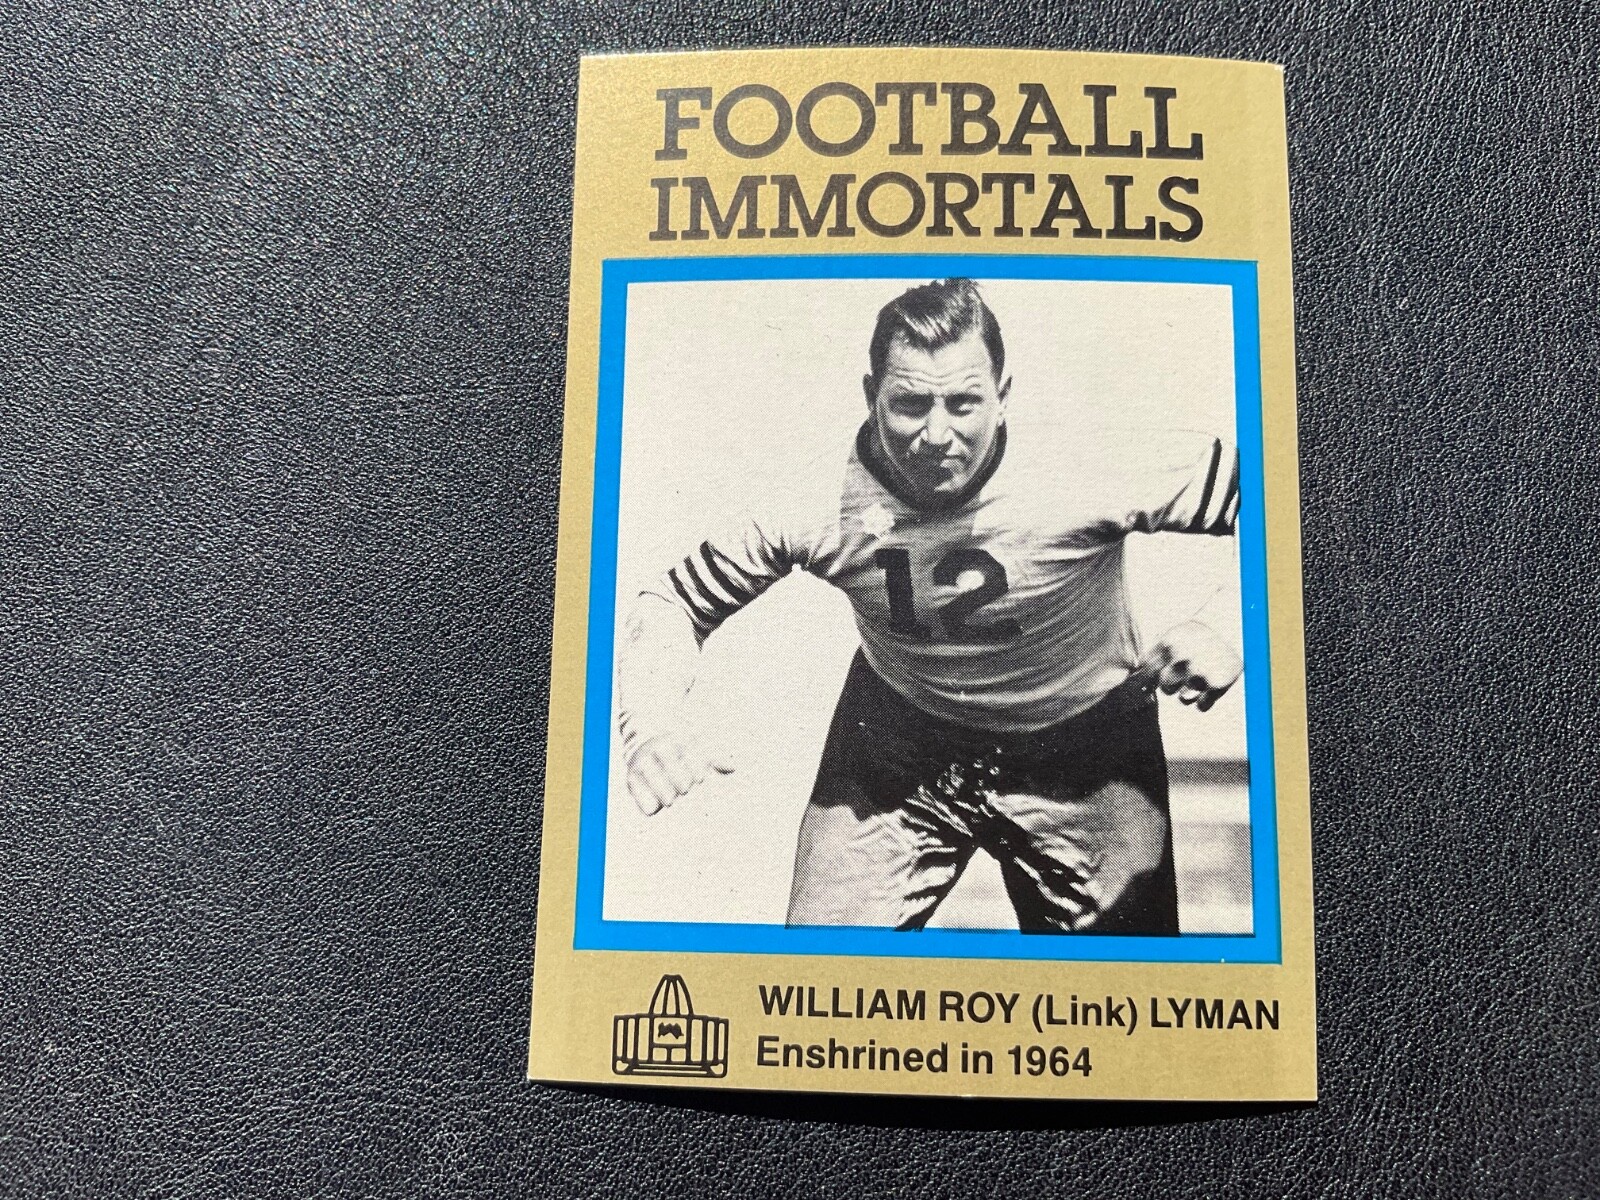 FOOTBALL
IMMORTALS
12
WILLIAM ROY (Link) LYMAN
Enshrined in 1964